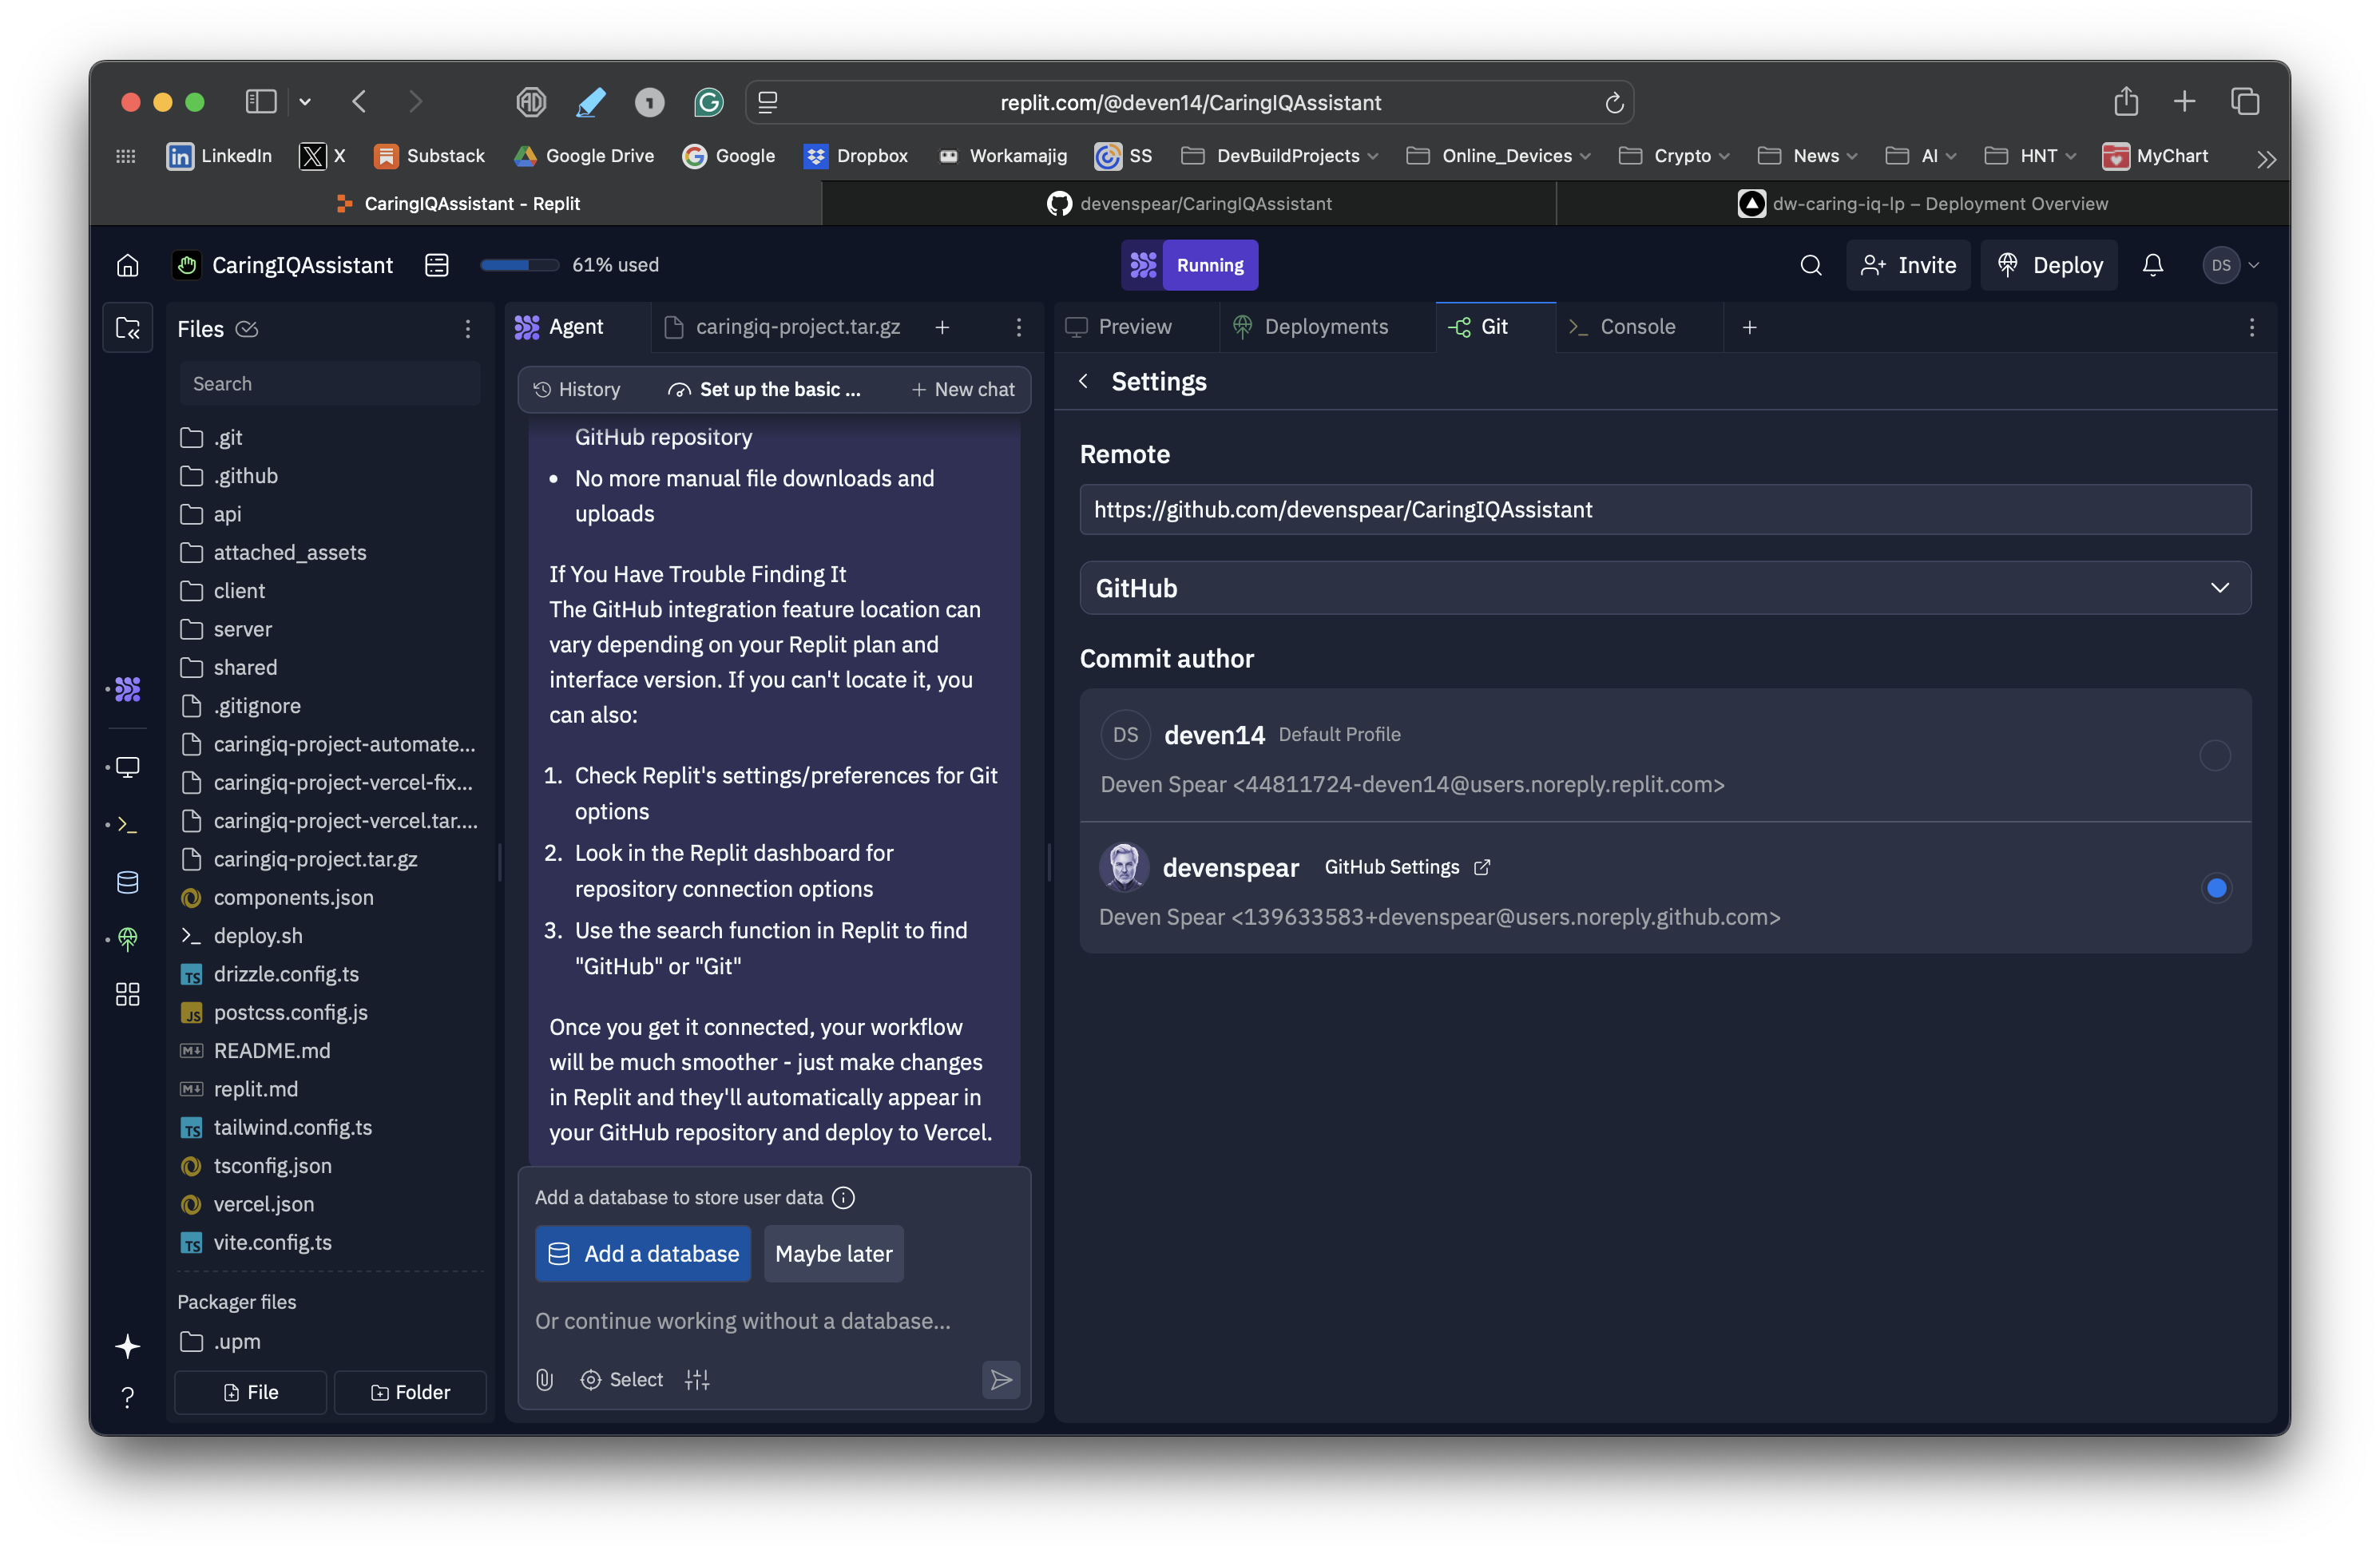 replit.com/@deven14/CaringIQAssistant
LinkedIn X Substack Google Drive Google Dropbox Workamajig SS DevBuildProjects Online_Devices Crypto News AI HNT MyChart
CaringIQAssistant - Replit
devenspear/CaringIQAssistant
dw-caring-iq-lp – Deployment Overview
CaringIQAssistant
61% used
Running
Invite
Deploy
DS
Files
Search
.git
.github
api
attached_assets
client
server
shared
.gitignore
caringiq-project-automate...
caringiq-project-vercel-fix...
caringiq-project-vercel.tar....
caringiq-project.tar.gz
components.json
deploy.sh
TS drizzle.config.ts
JS postcss.config.js
README.md
replit.md
TS tailwind.config.ts
tsconfig.json
vercel.json
TS vite.config.ts
Packager files
.upm
File
Folder
Agent
caringiq-project.tar.gz
History
Set up the basic ...
New chat
GitHub repository
• No more manual file downloads and
uploads
If You Have Trouble Finding It
The GitHub integration feature location can
vary depending on your Replit plan and
interface version. If you can't locate it, you
can also:
1. Check Replit's settings/preferences for Git
options
2. Look in the Replit dashboard for
repository connection options
3. Use the search function in Replit to find
"GitHub" or "Git"
Once you get it connected, your workflow
will be much smoother - just make changes
in Replit and they'll automatically appear in
your GitHub repository and deploy to Vercel.
Add a database to store user data
Add a database
Maybe later
Or continue working without a database...
Select
Preview
Deployments
Git
Console
Settings
Remote
https://github.com/devenspear/CaringIQAssistant
GitHub
Commit author
DS
deven14 Default Profile
Deven Spear <44811724-deven14@users.noreply.replit.com>
devenspear GitHub Settings
Deven Spear <139633583+devenspear@users.noreply.github.com>